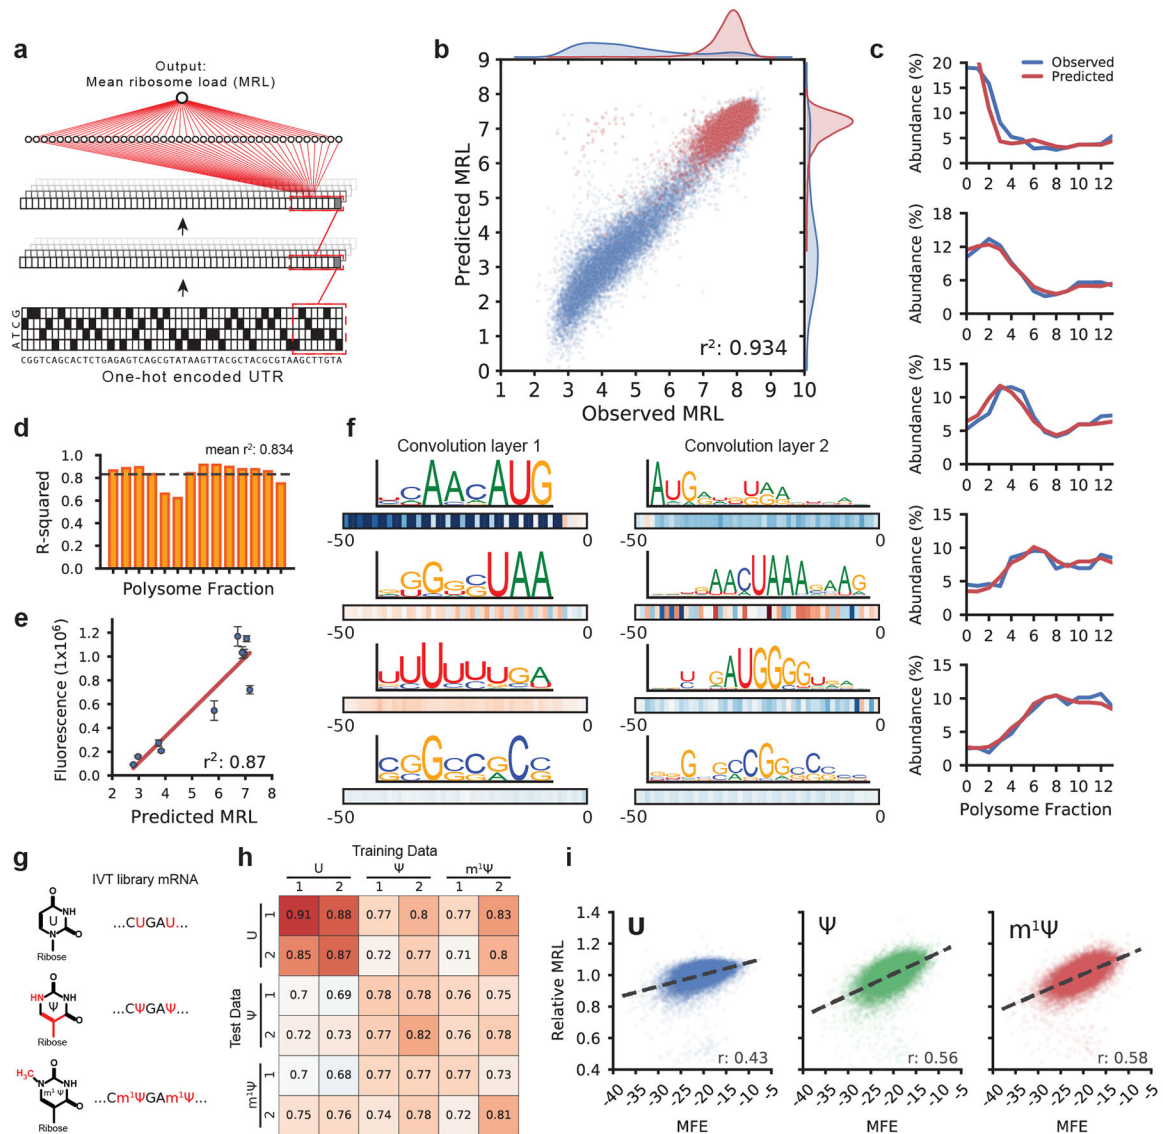 a
Output:
Mean ribosome load (MRL)
A T C G
CGGTCAGCACTCTGAGAGTCAGCGTATAAGTTACGCTACGCGTAAGCTTGTA
One-hot encoded UTR
b
Predicted MRL
9
8
7
6
5
4
3
2
1
0
r²: 0.934
1 2 3 4 5 6 7 8 9 10
Observed MRL
c
Observed
Predicted
Abundance (%)
20
15
10
5
0
0 2 4 6 8 10 12
Abundance (%)
18
12
6
0
0 2 4 6 8 10 12
Abundance (%)
15
10
5
0
0 2 4 6 8 10 12
Abundance (%)
15
10
5
0
0 2 4 6 8 10 12
Abundance (%)
15
10
5
0
0 2 4 6 8 10 12
Polysome Fraction
d
mean r²: 0.834
R-squared
1.0
0.8
0.6
0.4
0.2
0.0
Polysome Fraction
e
Fluorescence (1x10⁶)
1.2
1.0
0.8
0.6
0.4
0.2
0.0
r²: 0.87
2 3 4 5 6 7 8
Predicted MRL
f
Convolution layer 1
-50 0
-50 0
-50 0
-50 0
Convolution layer 2
-50 0
-50 0
-50 0
-50 0
g
IVT library mRNA
O
NH
U
N O
Ribose
...CUGAU...
O
HN NH
Ψ
O
Ribose
...CΨGAΨ...
O
H₃C
N NH
m¹Ψ
O
Ribose
...Cm¹ΨGAm¹Ψ...
h
Training Data
U Ψ m¹Ψ
1 2 1 2 1 2
Test Data
U
1 0.91 0.88 0.77 0.8 0.77 0.83
2 0.85 0.87 0.72 0.77 0.71 0.8
Ψ
1 0.7 0.69 0.78 0.78 0.76 0.75
2 0.72 0.73 0.77 0.82 0.76 0.78
m¹Ψ
1 0.7 0.68 0.77 0.77 0.77 0.73
2 0.75 0.76 0.74 0.78 0.72 0.81
i
Relative MRL
1.4
1.2
1.0
0.8
0.6
0.4
U
r: 0.43
-40 -35 -30 -25 -20 -15 -10 -5
MFE
Ψ
r: 0.56
-40 -35 -30 -25 -20 -15 -10 -5
MFE
m¹Ψ
r: 0.58
-40 -35 -30 -25 -20 -15 -10 -5
MFE